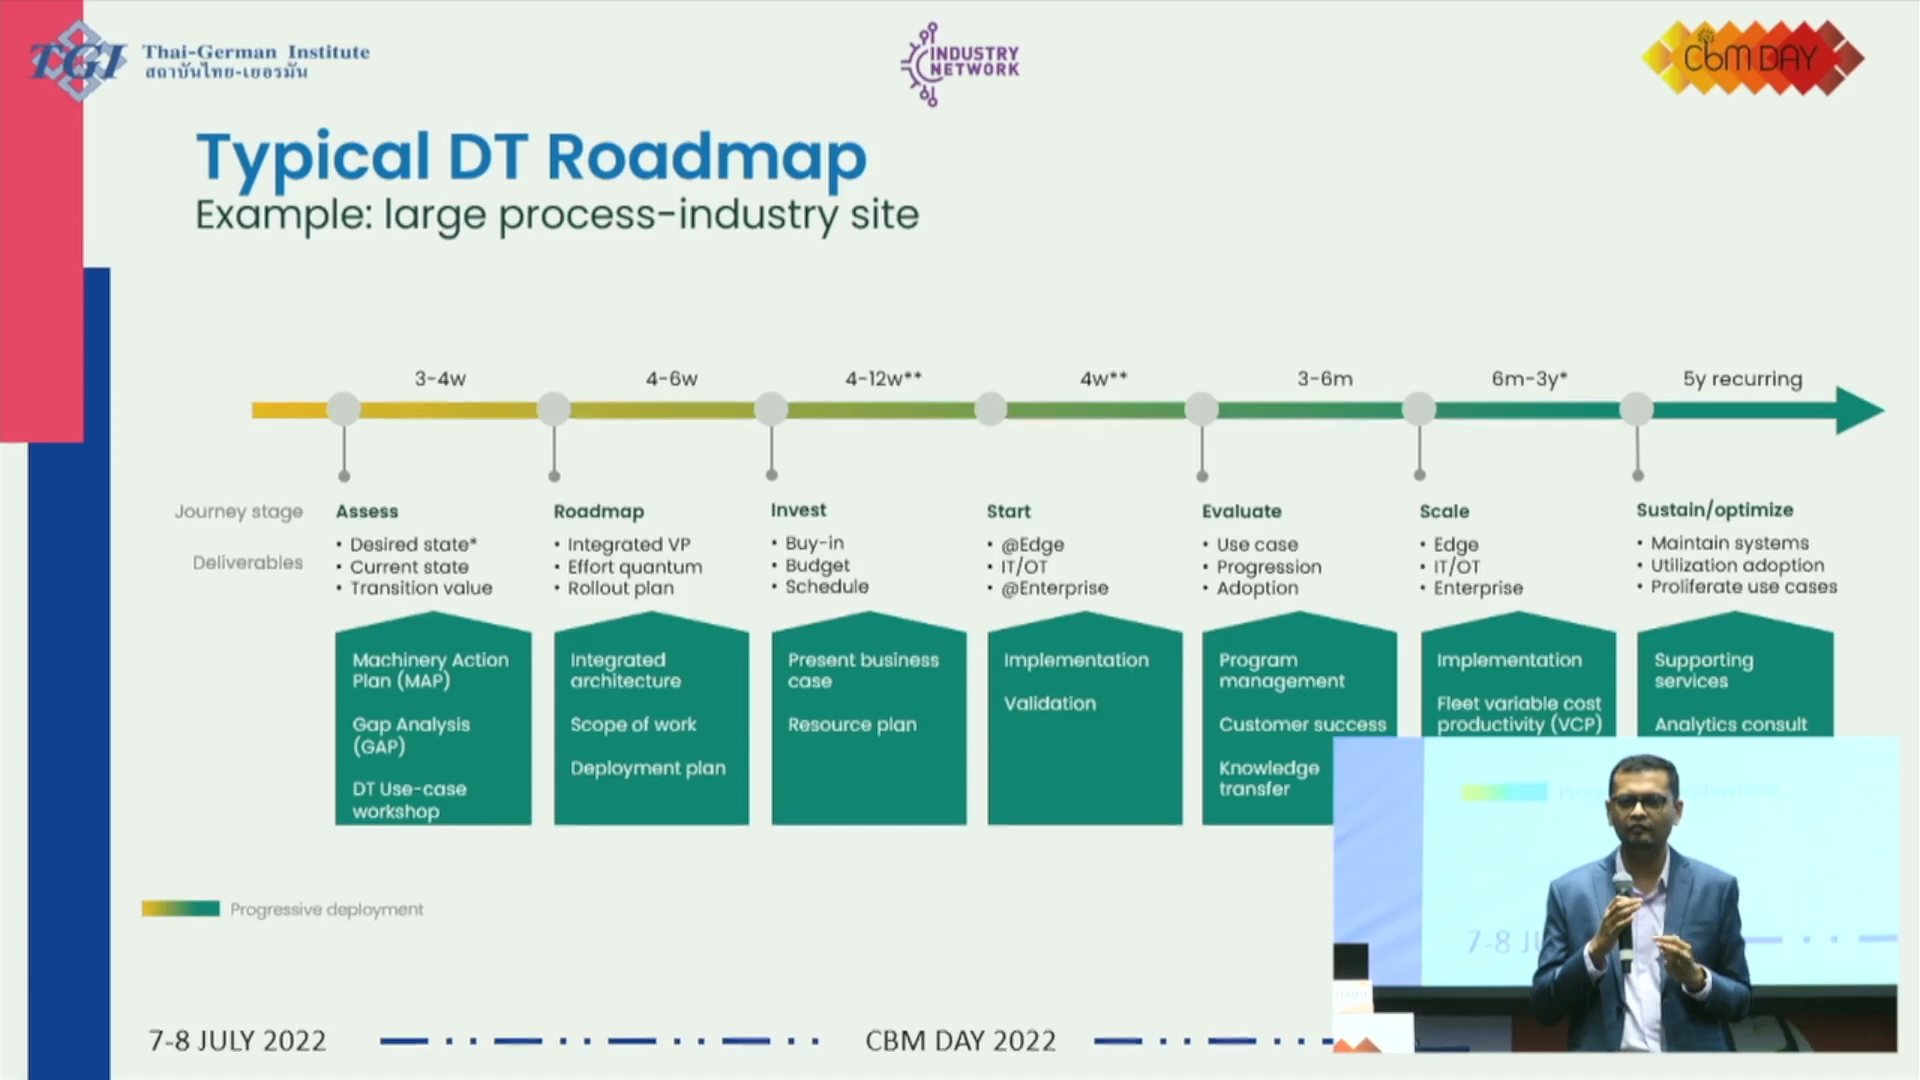 TGI
Thai-German Institute
สถาบันไทย-เยอรมัน
INDUSTRY
NETWORK
cbm DAY
Typical DT Roadmap
Example: large process-industry site
3-4w
4-6w
4-12w**
4w**
3-6m
6m-3y*
5y recurring
Journey stage
Deliverables
Assess
• Desired state*
• Current state
• Transition value
Machinery Action
Plan (MAP)
Gap Analysis
(GAP)
DT Use-case
workshop
Roadmap
• Integrated VP
• Effort quantum
• Rollout plan
Integrated
architecture
Scope of work
Deployment plan
Invest
• Buy-in
• Budget
• Schedule
Present business
case
Resource plan
Start
• @Edge
• IT/OT
• @Enterprise
Implementation
Validation
Evaluate
• Use case
• Progression
• Adoption
Program
management
Customer success
Knowledge
transfer
Scale
• Edge
• IT/OT
• Enterprise
Implementation
Fleet variable cost
productivity (VCP)
Sustain/optimize
• Maintain systems
• Utilization adoption
• Proliferate use cases
Supporting
services
Analytics consult
Progressive deployment
7-8 JULY 2022
CBM DAY 2022
7-8 JU